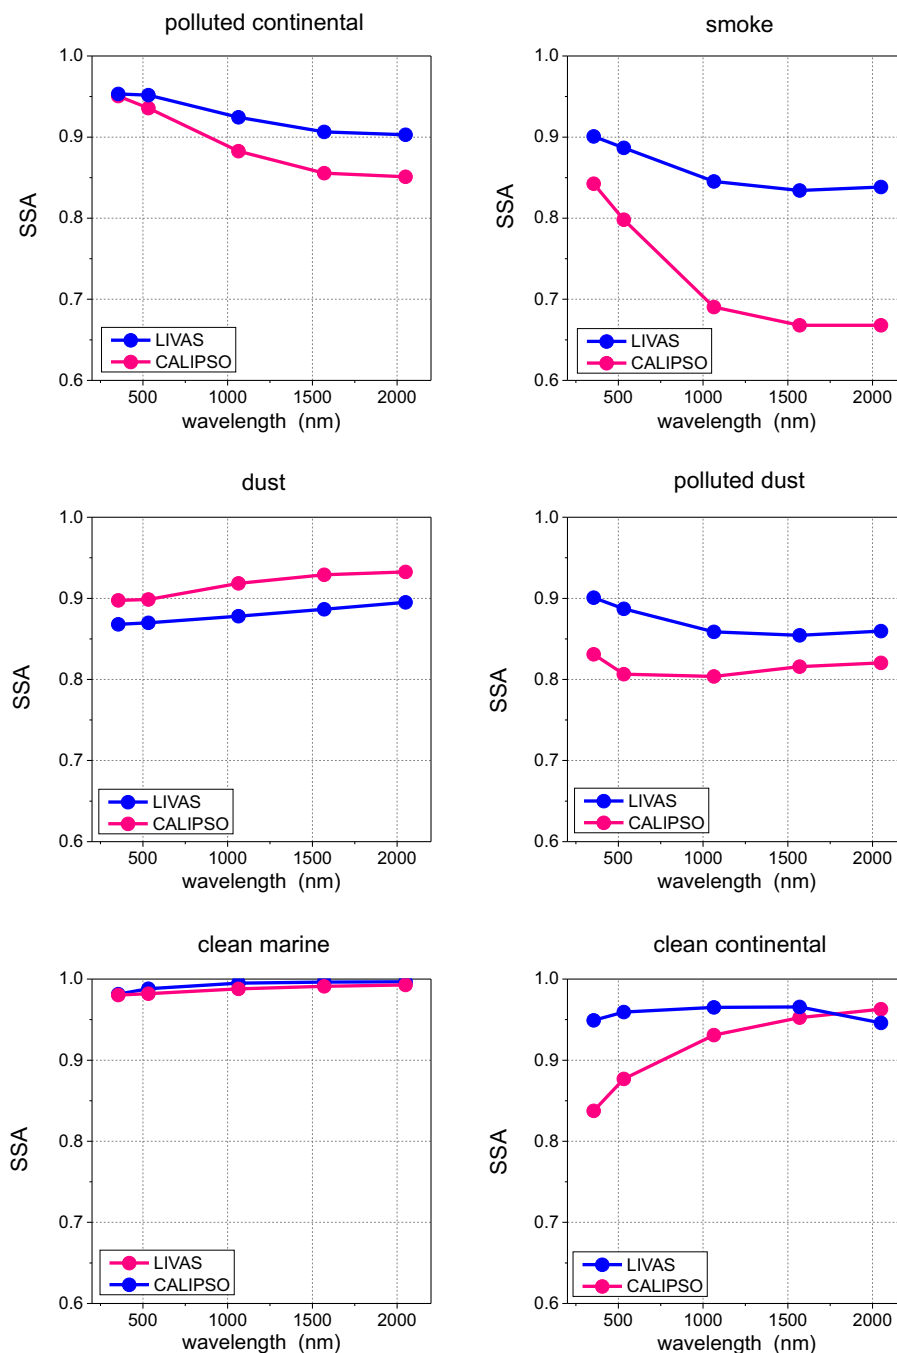 polluted continental
1.0
0.9
0.8
0.7
0.6
SSA
LIVAS
CALIPSO
500 1000 1500 2000
wavelength (nm)
smoke
1.0
0.9
0.8
0.7
0.6
SSA
LIVAS
CALIPSO
500 1000 1500 2000
wavelength (nm)
dust
1.0
0.9
0.8
0.7
0.6
SSA
LIVAS
CALIPSO
500 1000 1500 2000
wavelength (nm)
polluted dust
1.0
0.9
0.8
0.7
0.6
SSA
LIVAS
CALIPSO
500 1000 1500 2000
wavelength (nm)
clean marine
1.0
0.9
0.8
0.7
0.6
SSA
LIVAS
CALIPSO
500 1000 1500 2000
wavelength (nm)
clean continental
1.0
0.9
0.8
0.7
0.6
SSA
LIVAS
CALIPSO
500 1000 1500 2000
wavelength (nm)